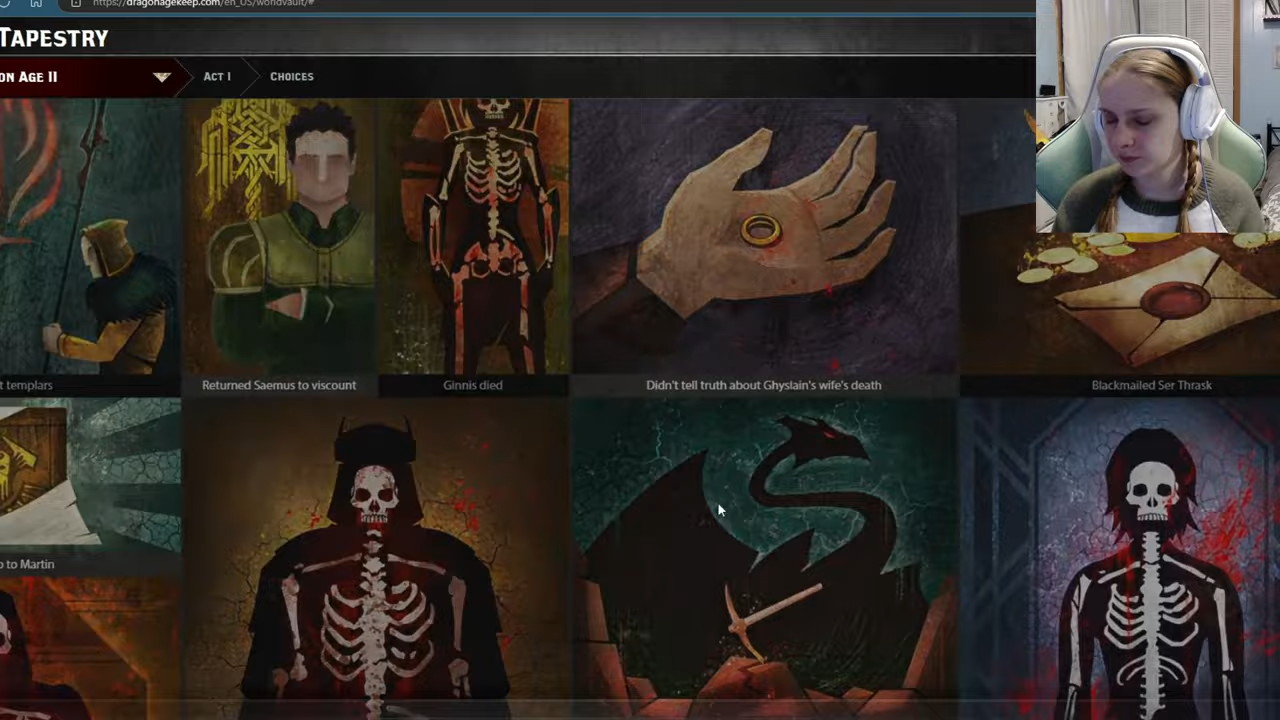 https://dragonagekeep.com/en_US/worldvault/#
TAPESTRY
ON AGE II
ACT I
CHOICES
t templars
Returned Saemus to viscount
Ginnis died
Didn't tell truth about Ghyslain's wife's death
Blackmailed Ser Thrask
o to Martin